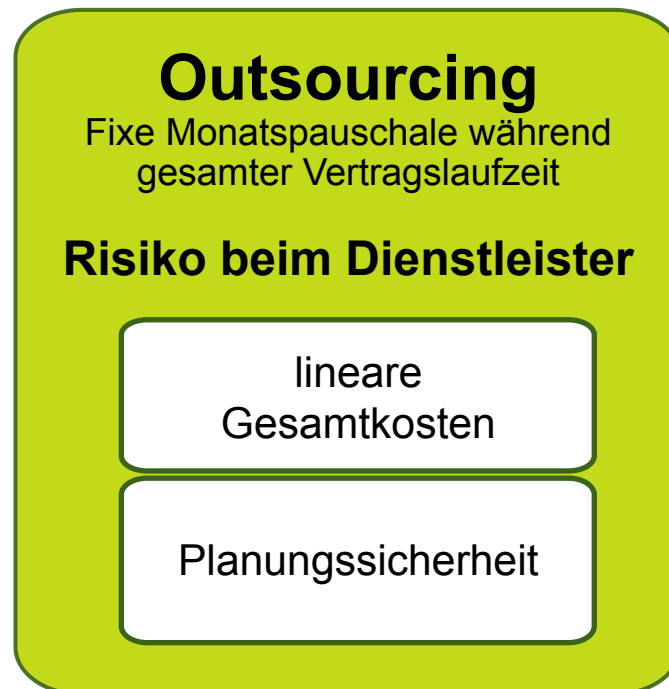 Outsourcing
Fixe Monatspauschale während
gesamter Vertragslaufzeit
Risiko beim Dienstleister
lineare
Gesamtkosten
Planungssicherheit